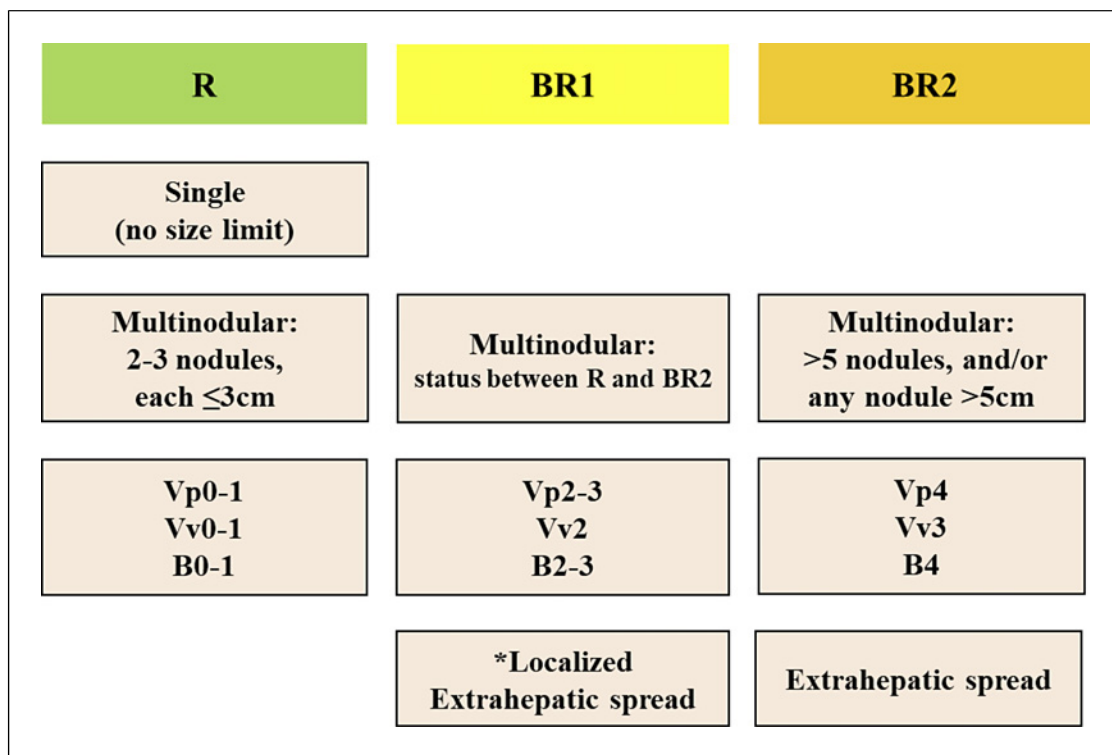 R
BR1
BR2
Single
(no size limit)
Multinodular:
2-3 nodules,
each ≤3cm
Multinodular:
status between R and BR2
Multinodular:
>5 nodules, and/or
any nodule >5cm
Vp0-1
Vv0-1
B0-1
Vp2-3
Vv2
B2-3
Vp4
Vv3
B4
*Localized
Extrahepatic spread
Extrahepatic spread